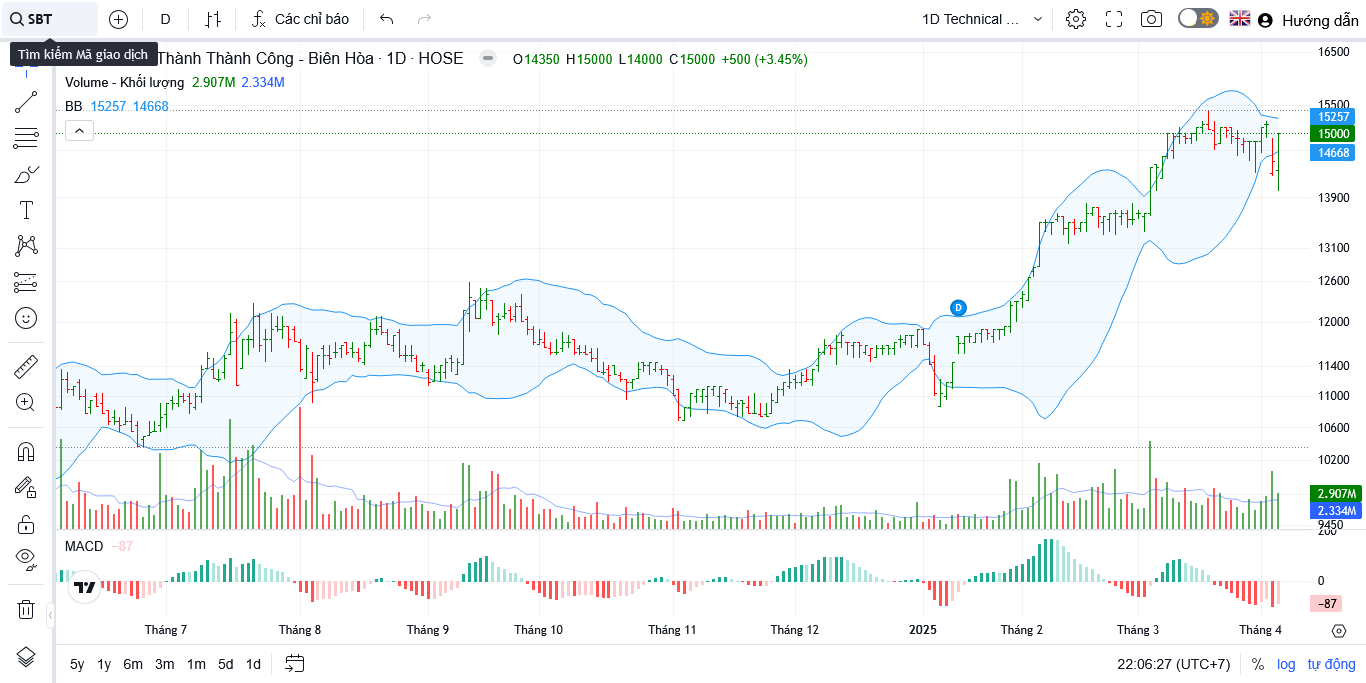 SBT
D
Các chỉ báo
1D Technical ...
Hướng dẫn
Tìm kiếm Mã giao dịch
Thành Thành Công - Biên Hòa · 1D · HOSE
O14350 H15000 L14000 C15000 +500 (+3.45%)
Volume - Khối lượng 2.907M 2.334M
BB 15257 14668
16500
15500
15257
15000
14668
13900
13100
12600
12000
11400
11000
10600
10200
2.907M
2.334M
9450
200
D
MACD −87
0
−87
Tháng 7 Tháng 8 Tháng 9 Tháng 10 Tháng 11 Tháng 12 2025 Tháng 2 Tháng 3 Tháng 4
5y 1y 6m 3m 1m 5d 1d
22:06:27 (UTC+7) % log tự động